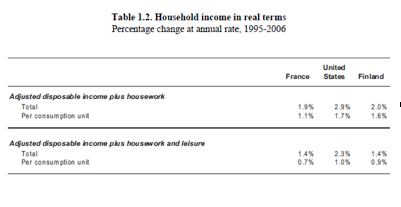 Table 1.2. Household income in real terms
Percentage change at annual rate, 1995-2006
France United States Finland
Adjusted disposable income plus housework
Total 1.9% 2.9% 2.0%
Per consumption unit 1.1% 1.7% 1.6%
Adjusted disposable income plus housework and leisure
Total 1.4% 2.3% 1.4%
Per consumption unit 0.7% 1.0% 0.9%